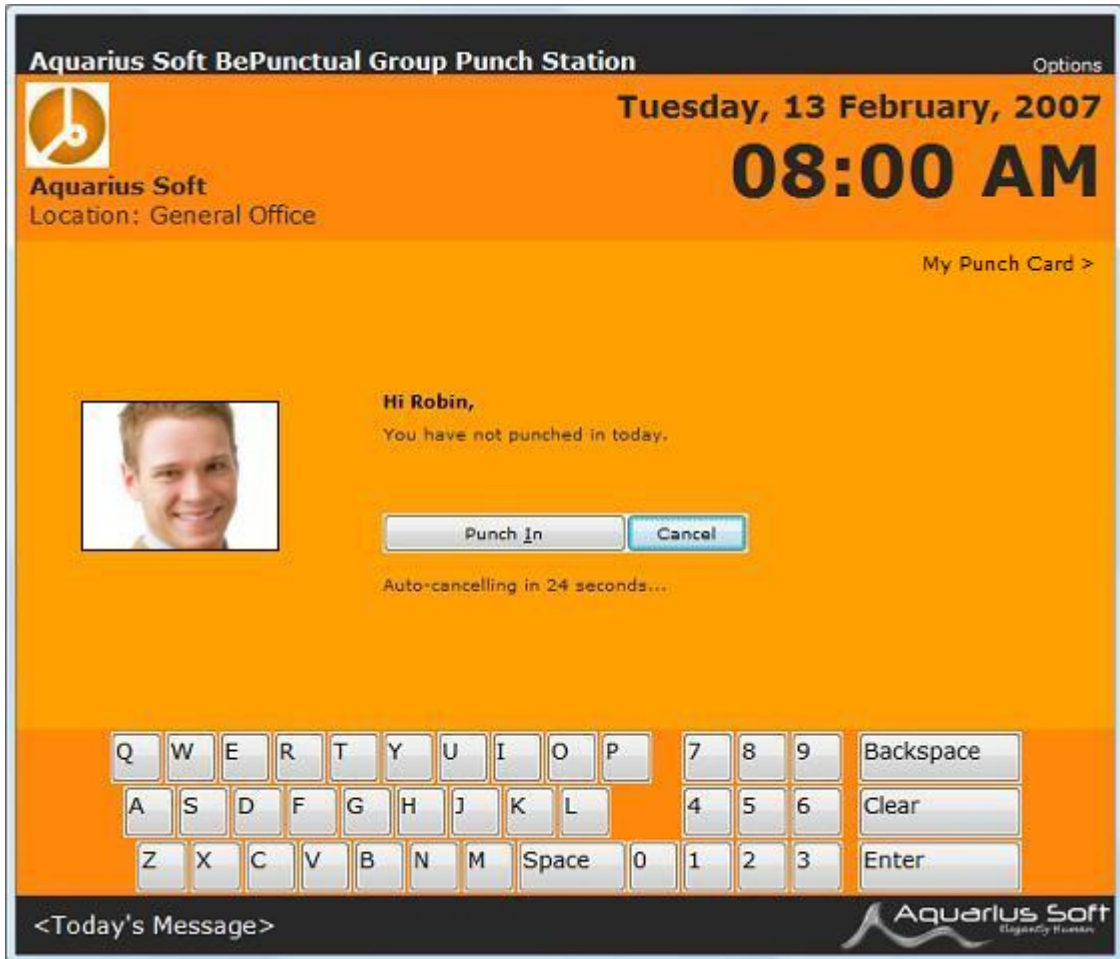 Aquarius Soft BePunctual Group Punch Station
Options
Tuesday, 13 February, 2007
08:00 AM
Aquarius Soft
Location: General Office
My Punch Card >
Hi Robin,
You have not punched in today.
Punch In Cancel
Auto-cancelling in 24 seconds...
Q W E R T Y U I O P 7 8 9 Backspace
A S D F G H J K L 4 5 6 Clear
Z X C V B N M Space 0 1 2 3 Enter
<Today's Message>
Aquarius Soft
Elegantly Human